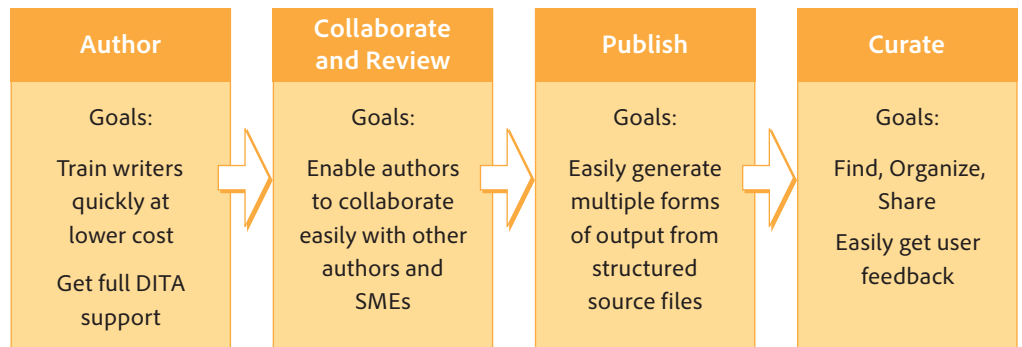 Author
Goals:
Train writers
quickly at
lower cost
Get full DITA
support
Collaborate
and Review
Goals:
Enable authors
to collaborate
easily with other
authors and
SMEs
Publish
Goals:
Easily generate
multiple forms
of output from
structured
source files
Curate
Goals:
Find, Organize,
Share
Easily get user
feedback